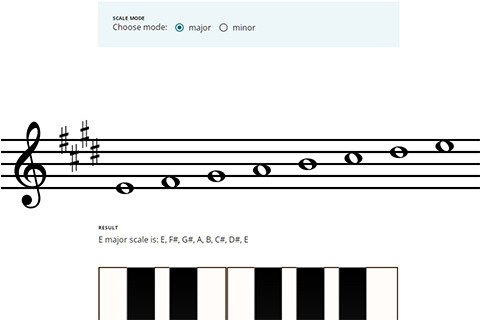 SCALE MODE
Choose mode: major minor
RESULT
E major scale is: E, F#, G#, A, B, C#, D#, E